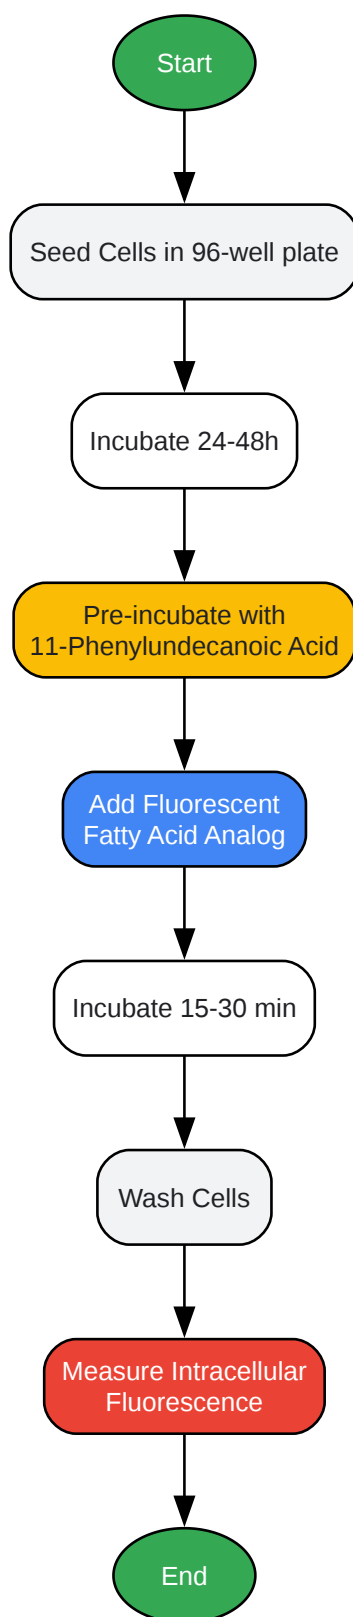 Start
Seed Cells in 96-well plate
Incubate 24-48h
Pre-incubate with
11-Phenylundecanoic Acid
Add Fluorescent
Fatty Acid Analog
Incubate 15-30 min
Wash Cells
Measure Intracellular
Fluorescence
End